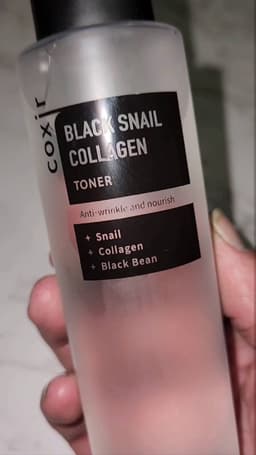 coxir
BLACK SNAIL
COLLAGEN
TONER
Anti-wrinkle and nourish
+ Snail
+ Collagen
+ Black Bean